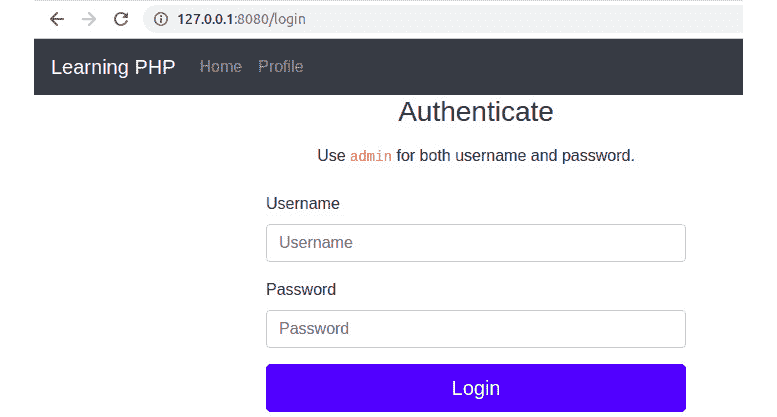 127.0.0.1:8080/login
Learning PHP Home Profile
Authenticate
Use admin for both username and password.
Username
Username
Password
Password
Login